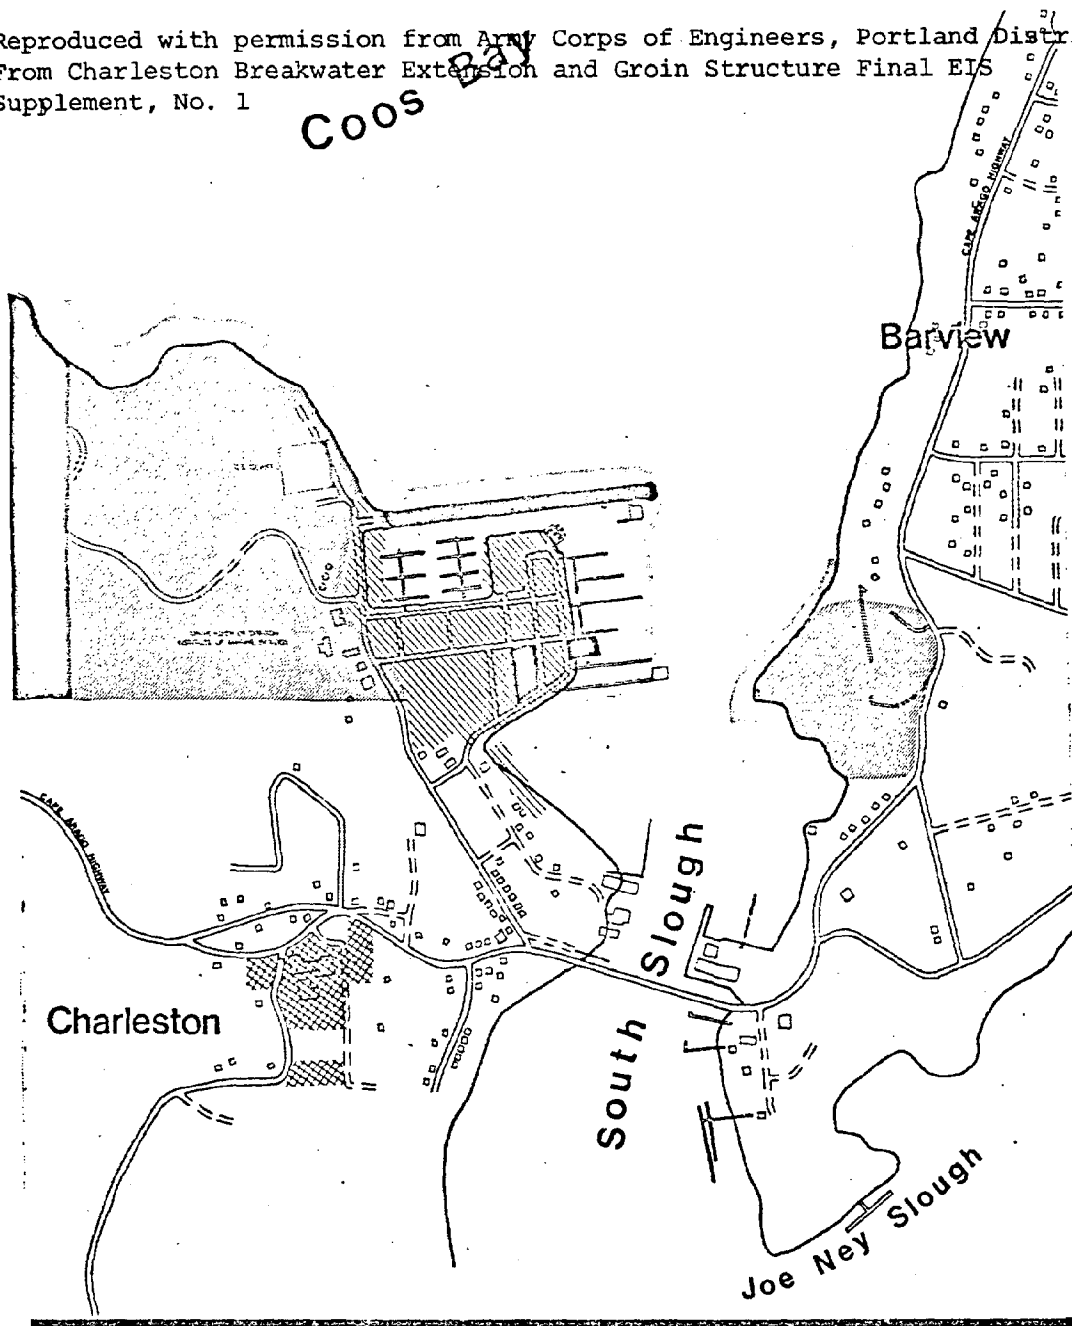 Reproduced with permission from Army Corps of Engineers, Portland Distr
From Charleston Breakwater Extension and Groin Structure Final EIS
Supplement, No. 1
Coos Bay
CAPE ARAGO HIGHWAY
Barview
CAPE ARAGO HIGHWAY
South Slough
Charleston
Joe Ney Slough